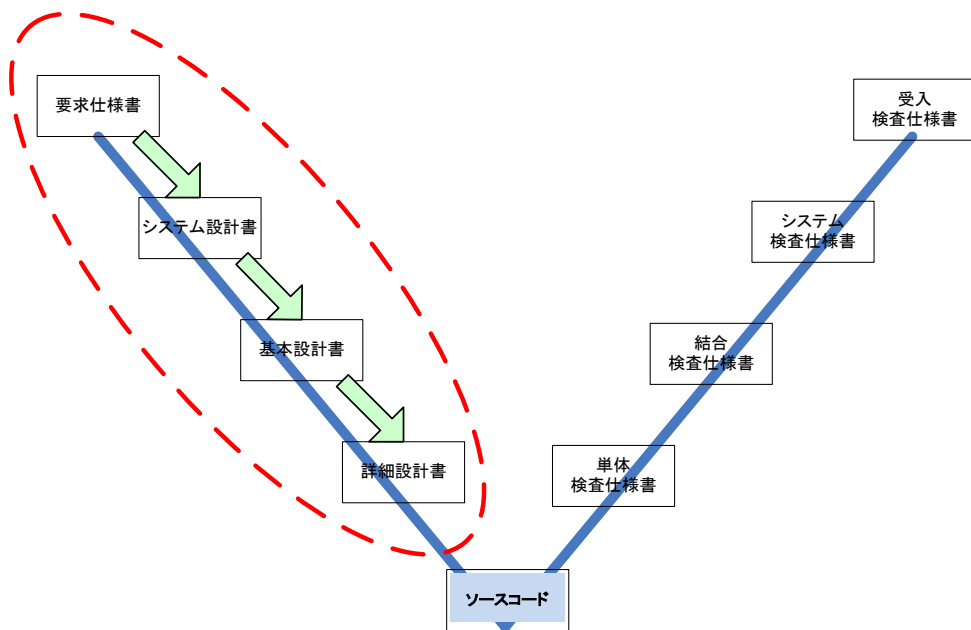 要求仕様書
受入
検査仕様書
システム設計書
システム
検査仕様書
基本設計書
結合
検査仕様書
詳細設計書
単体
検査仕様書
ソースコード